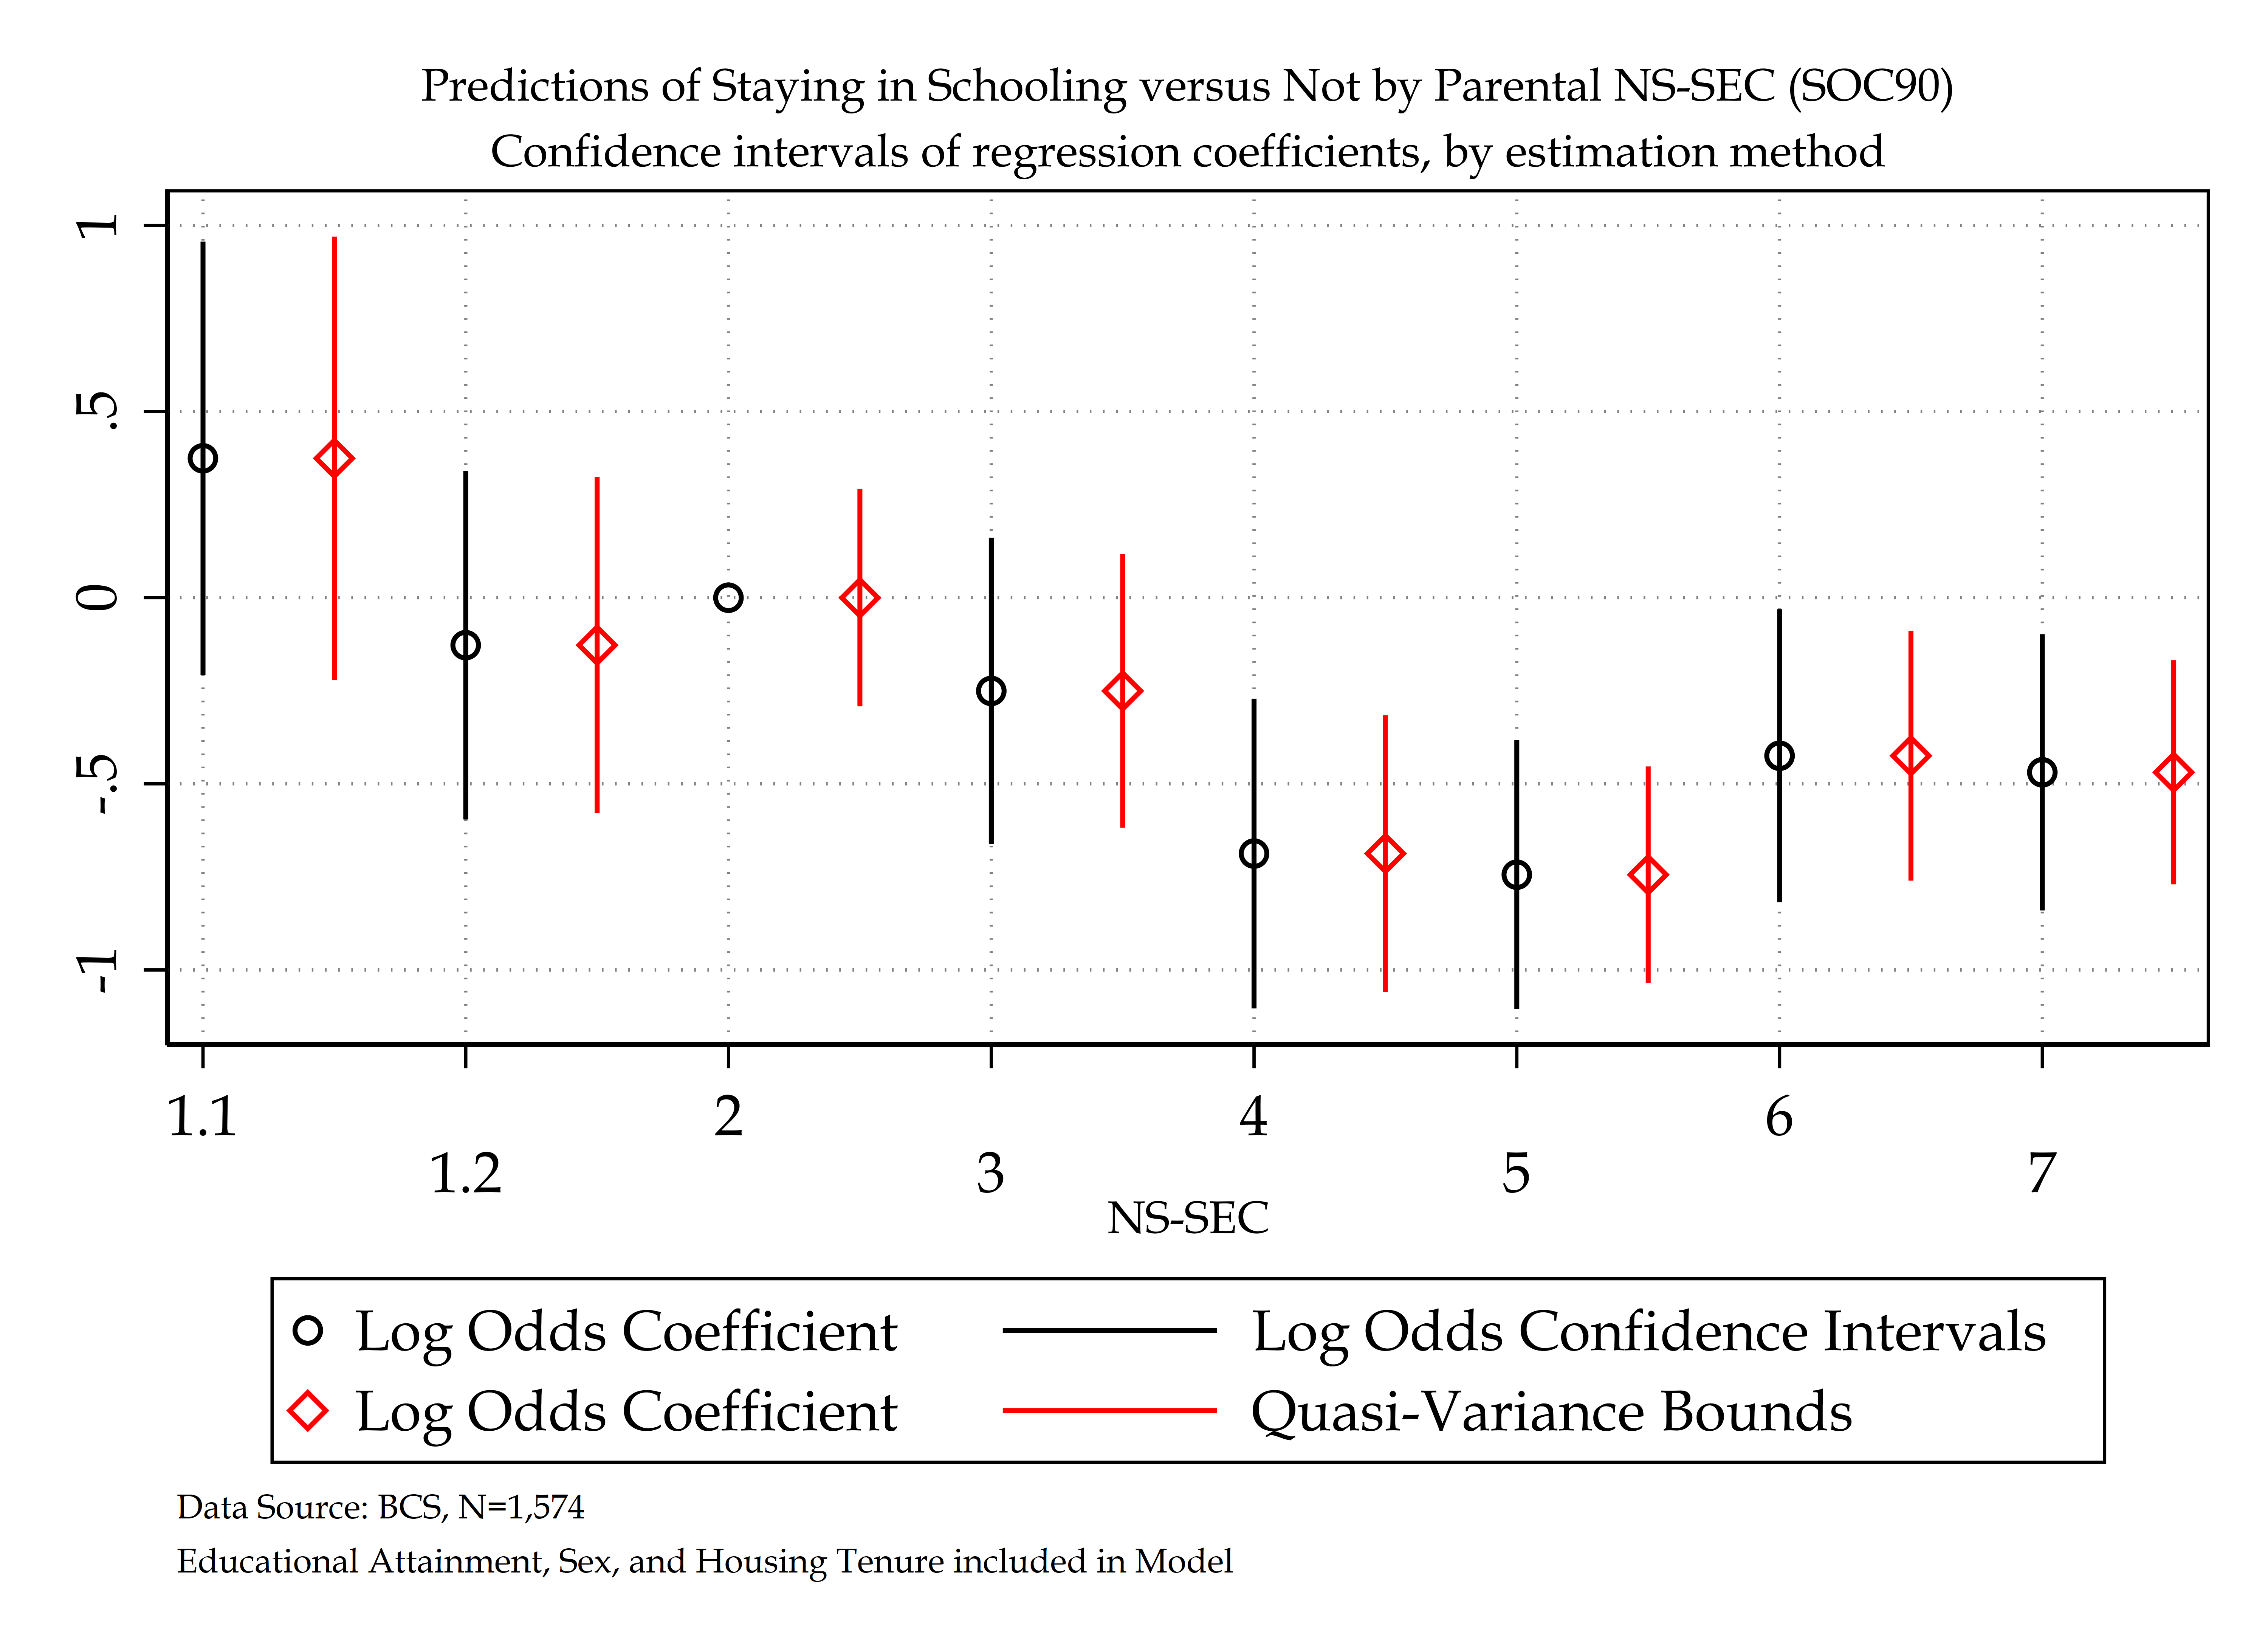 Predictions of Staying in Schooling versus Not by Parental NS-SEC (SOC90)
Confidence intervals of regression coefficients, by estimation method
1
.5
0
-.5
-1
1.1
1.2
2
3
4
5
6
7
NS-SEC
Log Odds Coefficient
Log Odds Confidence Intervals
Log Odds Coefficient
Quasi-Variance Bounds
Data Source: BCS, N=1,574
Educational Attainment, Sex, and Housing Tenure included in Model